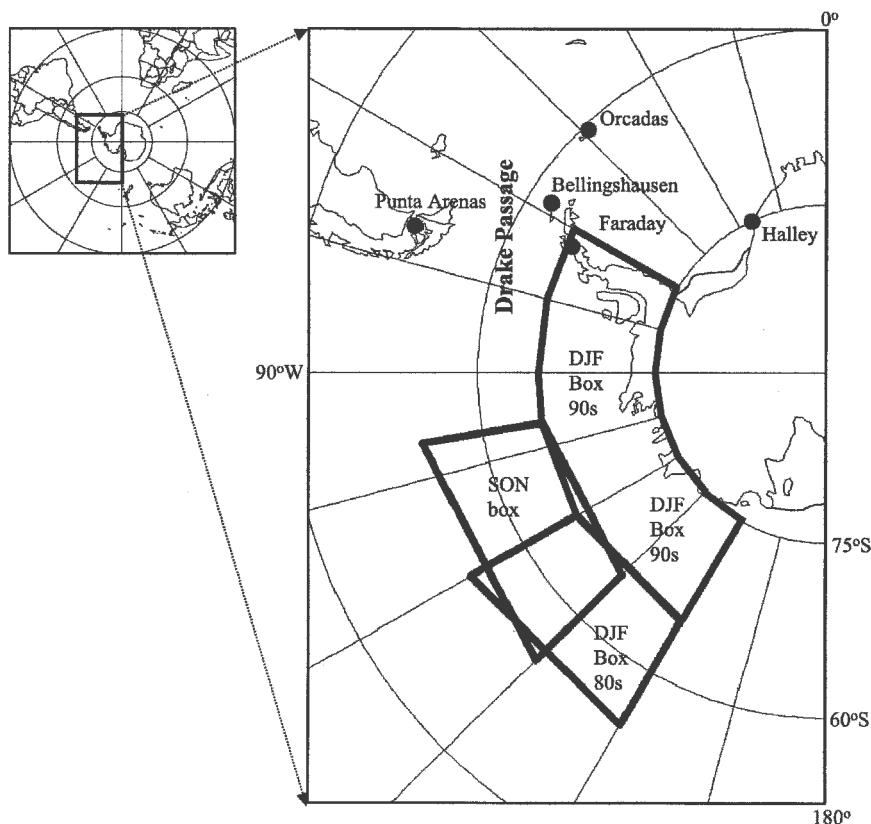 0º
Orcadas
Bellingshausen
Punta Arenas
Drake Passage
Faraday
Halley
90ºW
DJF
Box
90s
SON
box
DJF
Box
90s
75ºS
DJF
Box
80s
60ºS
180º